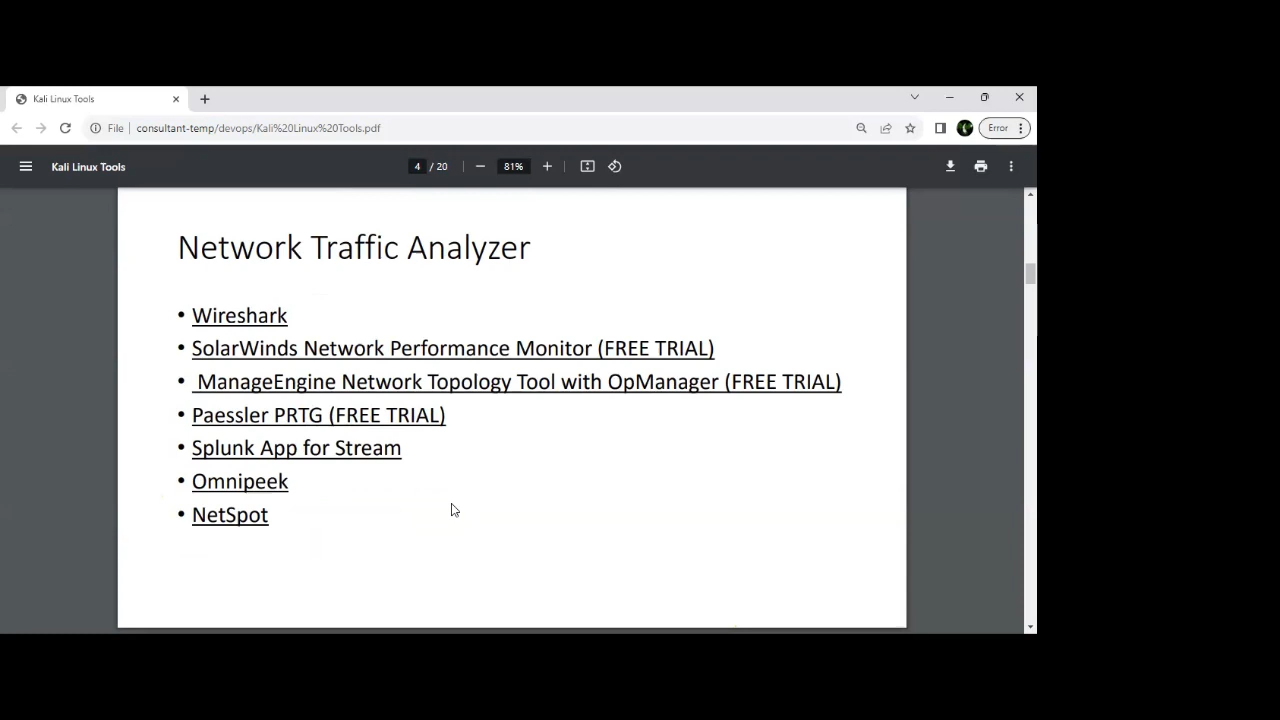 Kali Linux Tools
File consultant-temp/devops/Kali%20Linux%20Tools.pdf Error
Kali Linux Tools 4 / 20 81%
Network Traffic Analyzer
• Wireshark
• SolarWinds Network Performance Monitor (FREE TRIAL)
• ManageEngine Network Topology Tool with OpManager (FREE TRIAL)
• Paessler PRTG (FREE TRIAL)
• Splunk App for Stream
• Omnipeek
• NetSpot